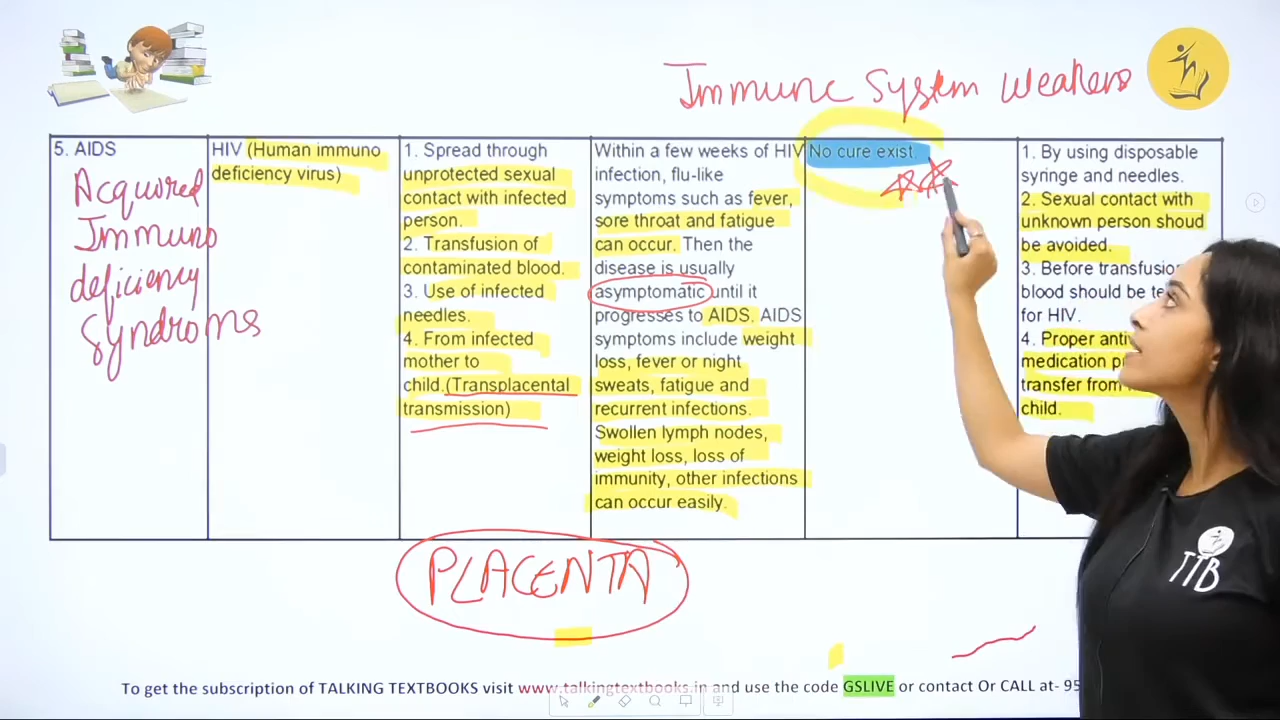 Immune System Weakens
5. AIDS
Acquired
Immuno
deficiency
Syndroms
HIV (Human immuno
deficiency virus)
1. Spread through
unprotected sexual
contact with infected
person.
2. Transfusion of
contaminated blood.
3. Use of infected
needles.
4. From infected
mother to
child.(Transplacental
transmission)
Within a few weeks of HIV
infection, flu-like
symptoms such as fever,
sore throat and fatigue
can occur. Then the
disease is usually
asymptomatic until it
progresses to AIDS. AIDS
symptoms include weight
loss, fever or night
sweats, fatigue and
recurrent infections.
Swollen lymph nodes,
weight loss, loss of
immunity, other infections
can occur easily.
No cure exist.
1. By using disposable
syringe and needles.
2. Sexual contact with
unknown person shoud
be avoided.
3. Before transfusio
blood should be te
for HIV.
4. Proper anti
medication p
transfer from
child.
PLACENTA
TTB
To get the subscription of TALKING TEXTBOOKS visit www.talkingtextbooks.in and use the code GSLIVE or contact Or CALL at- 95